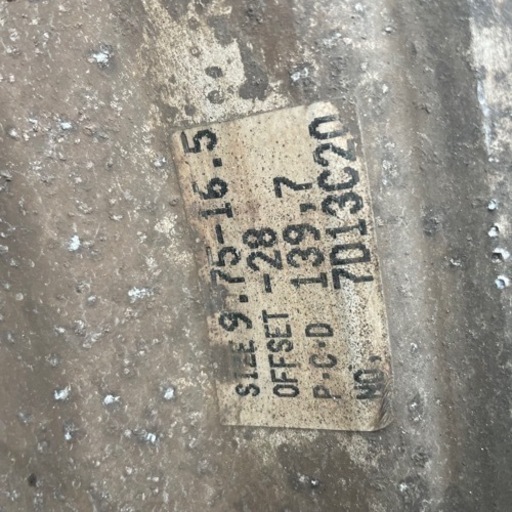 SIZE 9.75-16.5
OFFSET -28
P-C-D 139.7
NO. 7D13C20